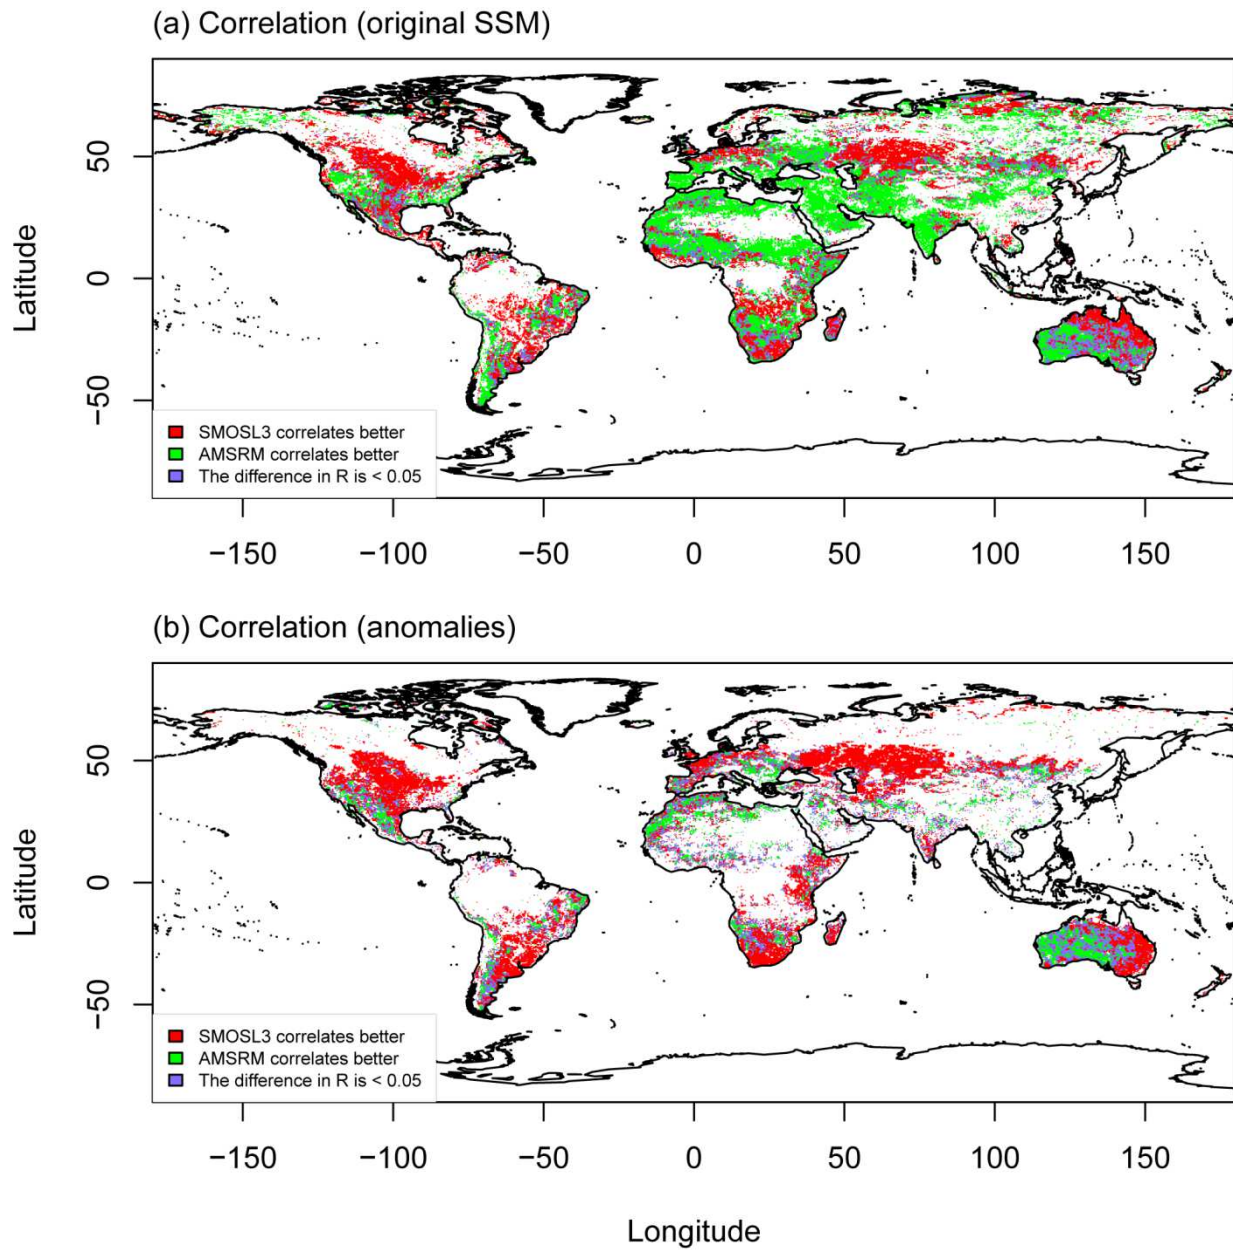 (a) Correlation (original SSM)
Latitude
50
0
−50
SMOSL3 correlates better
AMSRM correlates better
The difference in R is < 0.05
−150 −100 −50 0 50 100 150
(b) Correlation (anomalies)
Latitude
50
0
−50
SMOSL3 correlates better
AMSRM correlates better
The difference in R is < 0.05
−150 −100 −50 0 50 100 150
Longitude